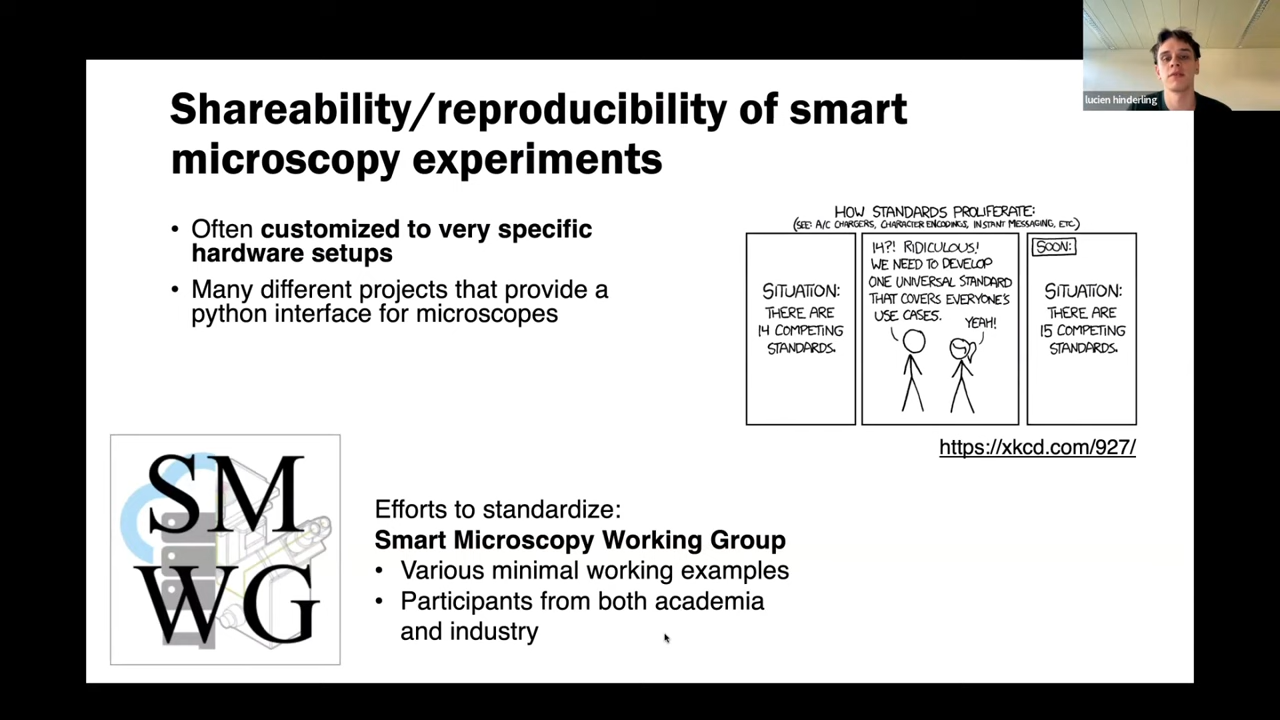 lucien hinderling
Shareability/reproducibility of smart
microscopy experiments
• Often customized to very specific
hardware setups
• Many different projects that provide a
python interface for microscopes
HOW STANDARDS PROLIFERATE:
(SEE: A/C CHARGERS, CHARACTER ENCODINGS, INSTANT MESSAGING, ETC.)
SITUATION:
THERE ARE
14 COMPETING
STANDARDS.
14?! RIDICULOUS!
WE NEED TO DEVELOP
ONE UNIVERSAL STANDARD
THAT COVERS EVERYONE'S
USE CASES.
YEAH!
SOON:
SITUATION:
THERE ARE
15 COMPETING
STANDARDS.
https://xkcd.com/927/
SM
WG
Efforts to standardize:
Smart Microscopy Working Group
• Various minimal working examples
• Participants from both academia
and industry